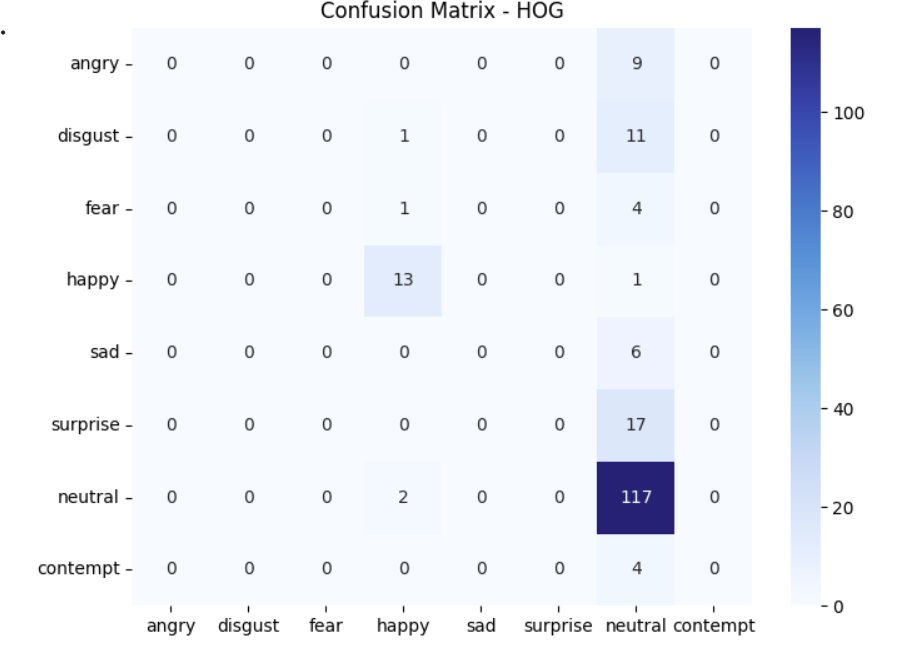 Confusion Matrix - HOG
.
angry 0 0 0 0 0 0 9 0
disgust 0 0 0 1 0 0 11 0
100
fear 0 0 0 1 0 0 4 0
80
happy 0 0 0 13 0 0 1 0
60
sad 0 0 0 0 0 0 6 0
40
surprise 0 0 0 0 0 0 17 0
neutral 0 0 0 2 0 0 117 0
20
contempt 0 0 0 0 0 0 4 0
0
angry disgust fear happy sad surprise neutral contempt